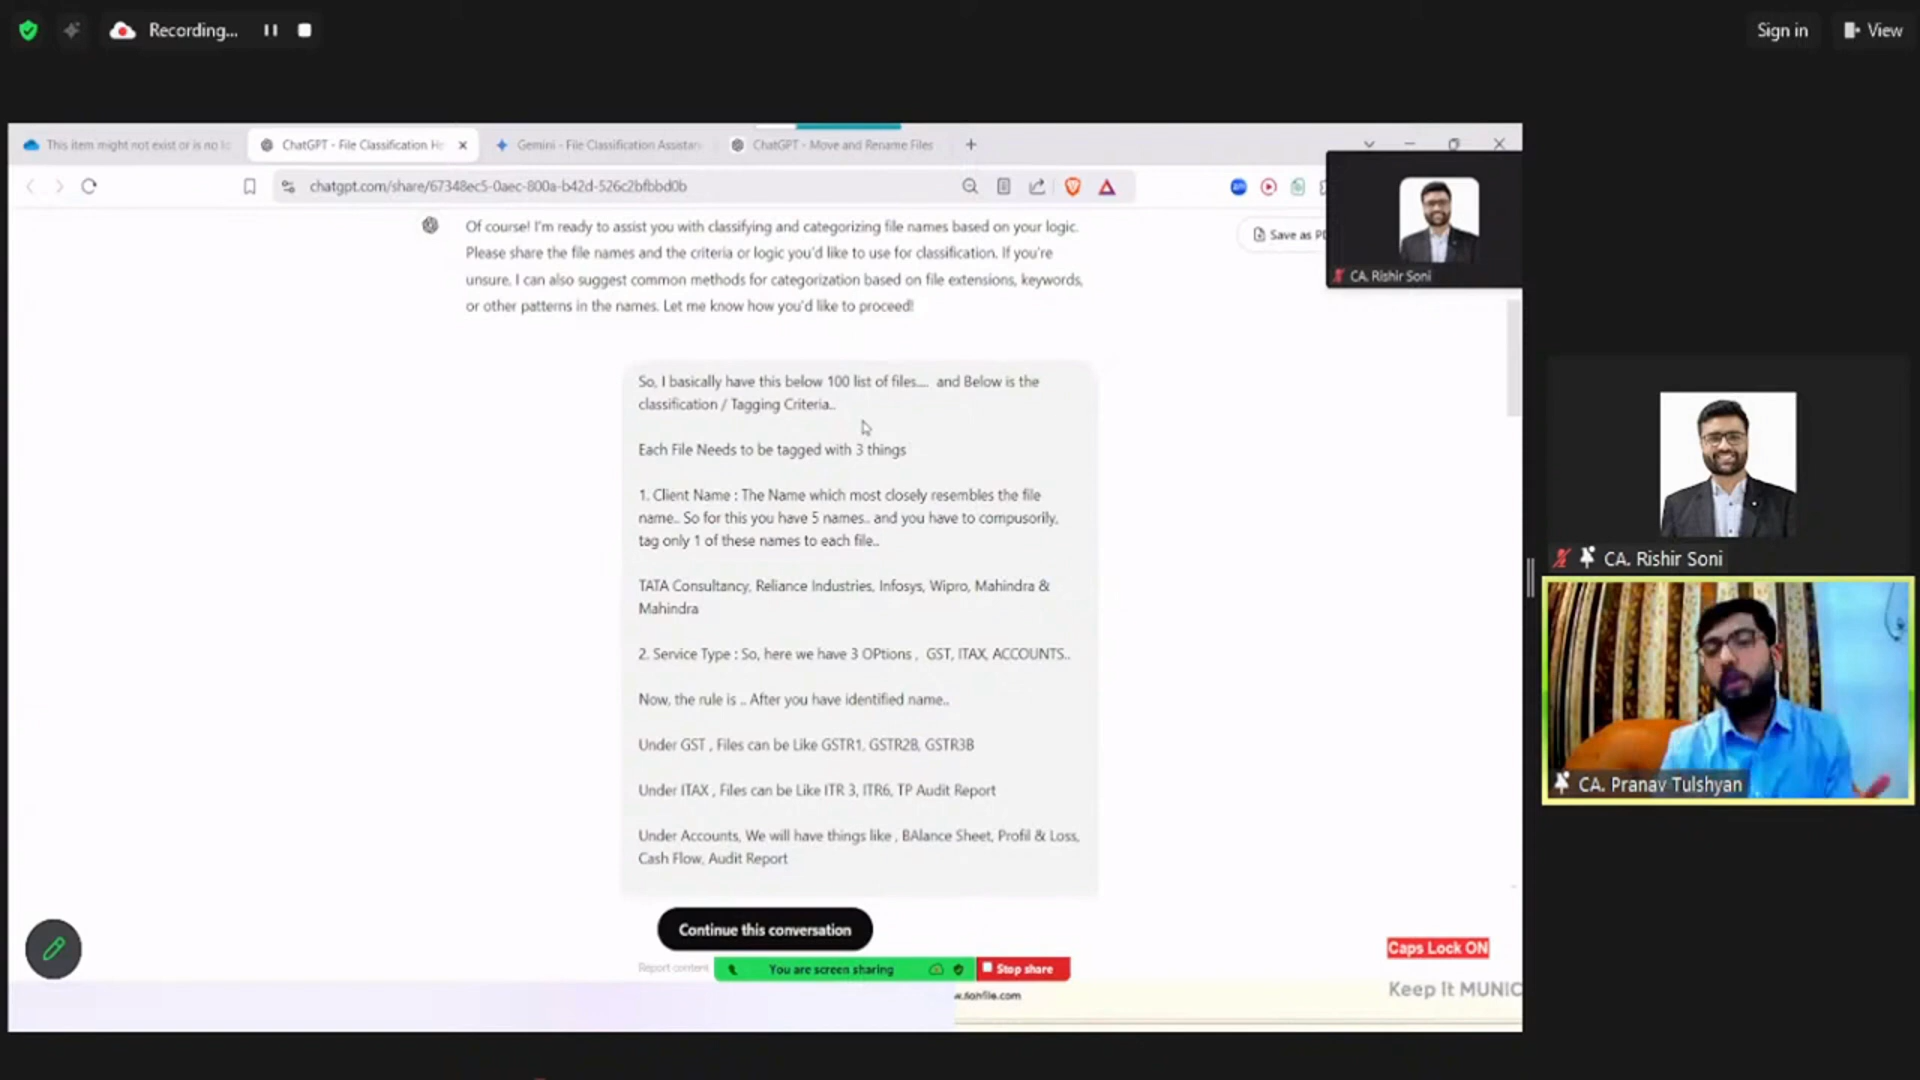 Recording...
Sign in
View
This item might not exist or is no lo
ChatGPT - File Classification He
Gemini - File Classification Assistan
ChatGPT - Move and Rename Files
chatgpt.com/share/67348ec5-0aec-800a-b42d-526c2bfbbd0b
Of course! I'm ready to assist you with classifying and categorizing file names based on your logic.
Please share the file names and the criteria or logic you'd like to use for classification. If you're
unsure, I can also suggest common methods for categorization based on file extensions, keywords,
or other patterns in the names. Let me know how you'd like to proceed!
Save as PD
CA. Rishir Soni
So, I basically have this below 100 list of files.... and Below is the
classification / Tagging Criteria..
Each File Needs to be tagged with 3 things
1. Client Name : The Name which most closely resembles the file
name.. So for this you have 5 names.. and you have to compusorily,
tag only 1 of these names to each file..
TATA Consultancy, Reliance Industries, Infosys, Wipro, Mahindra &
Mahindra
2. Service Type : So, here we have 3 OPtions , GST, ITAX, ACCOUNTS..
Now, the rule is .. After you have identified name..
Under GST , Files can be Like GSTR1, GSTR2B, GSTR3B
Under ITAX , Files can be Like ITR 3, ITR6, TP Audit Report
Under Accounts, We will have things like , BAlance Sheet, Profil & Loss,
Cash Flow, Audit Report
Continue this conversation
Report content
You are screen sharing
Stop share
Caps Lock ON
Keep It MUNIC
CA. Rishir Soni
CA. Pranav Tulshyan